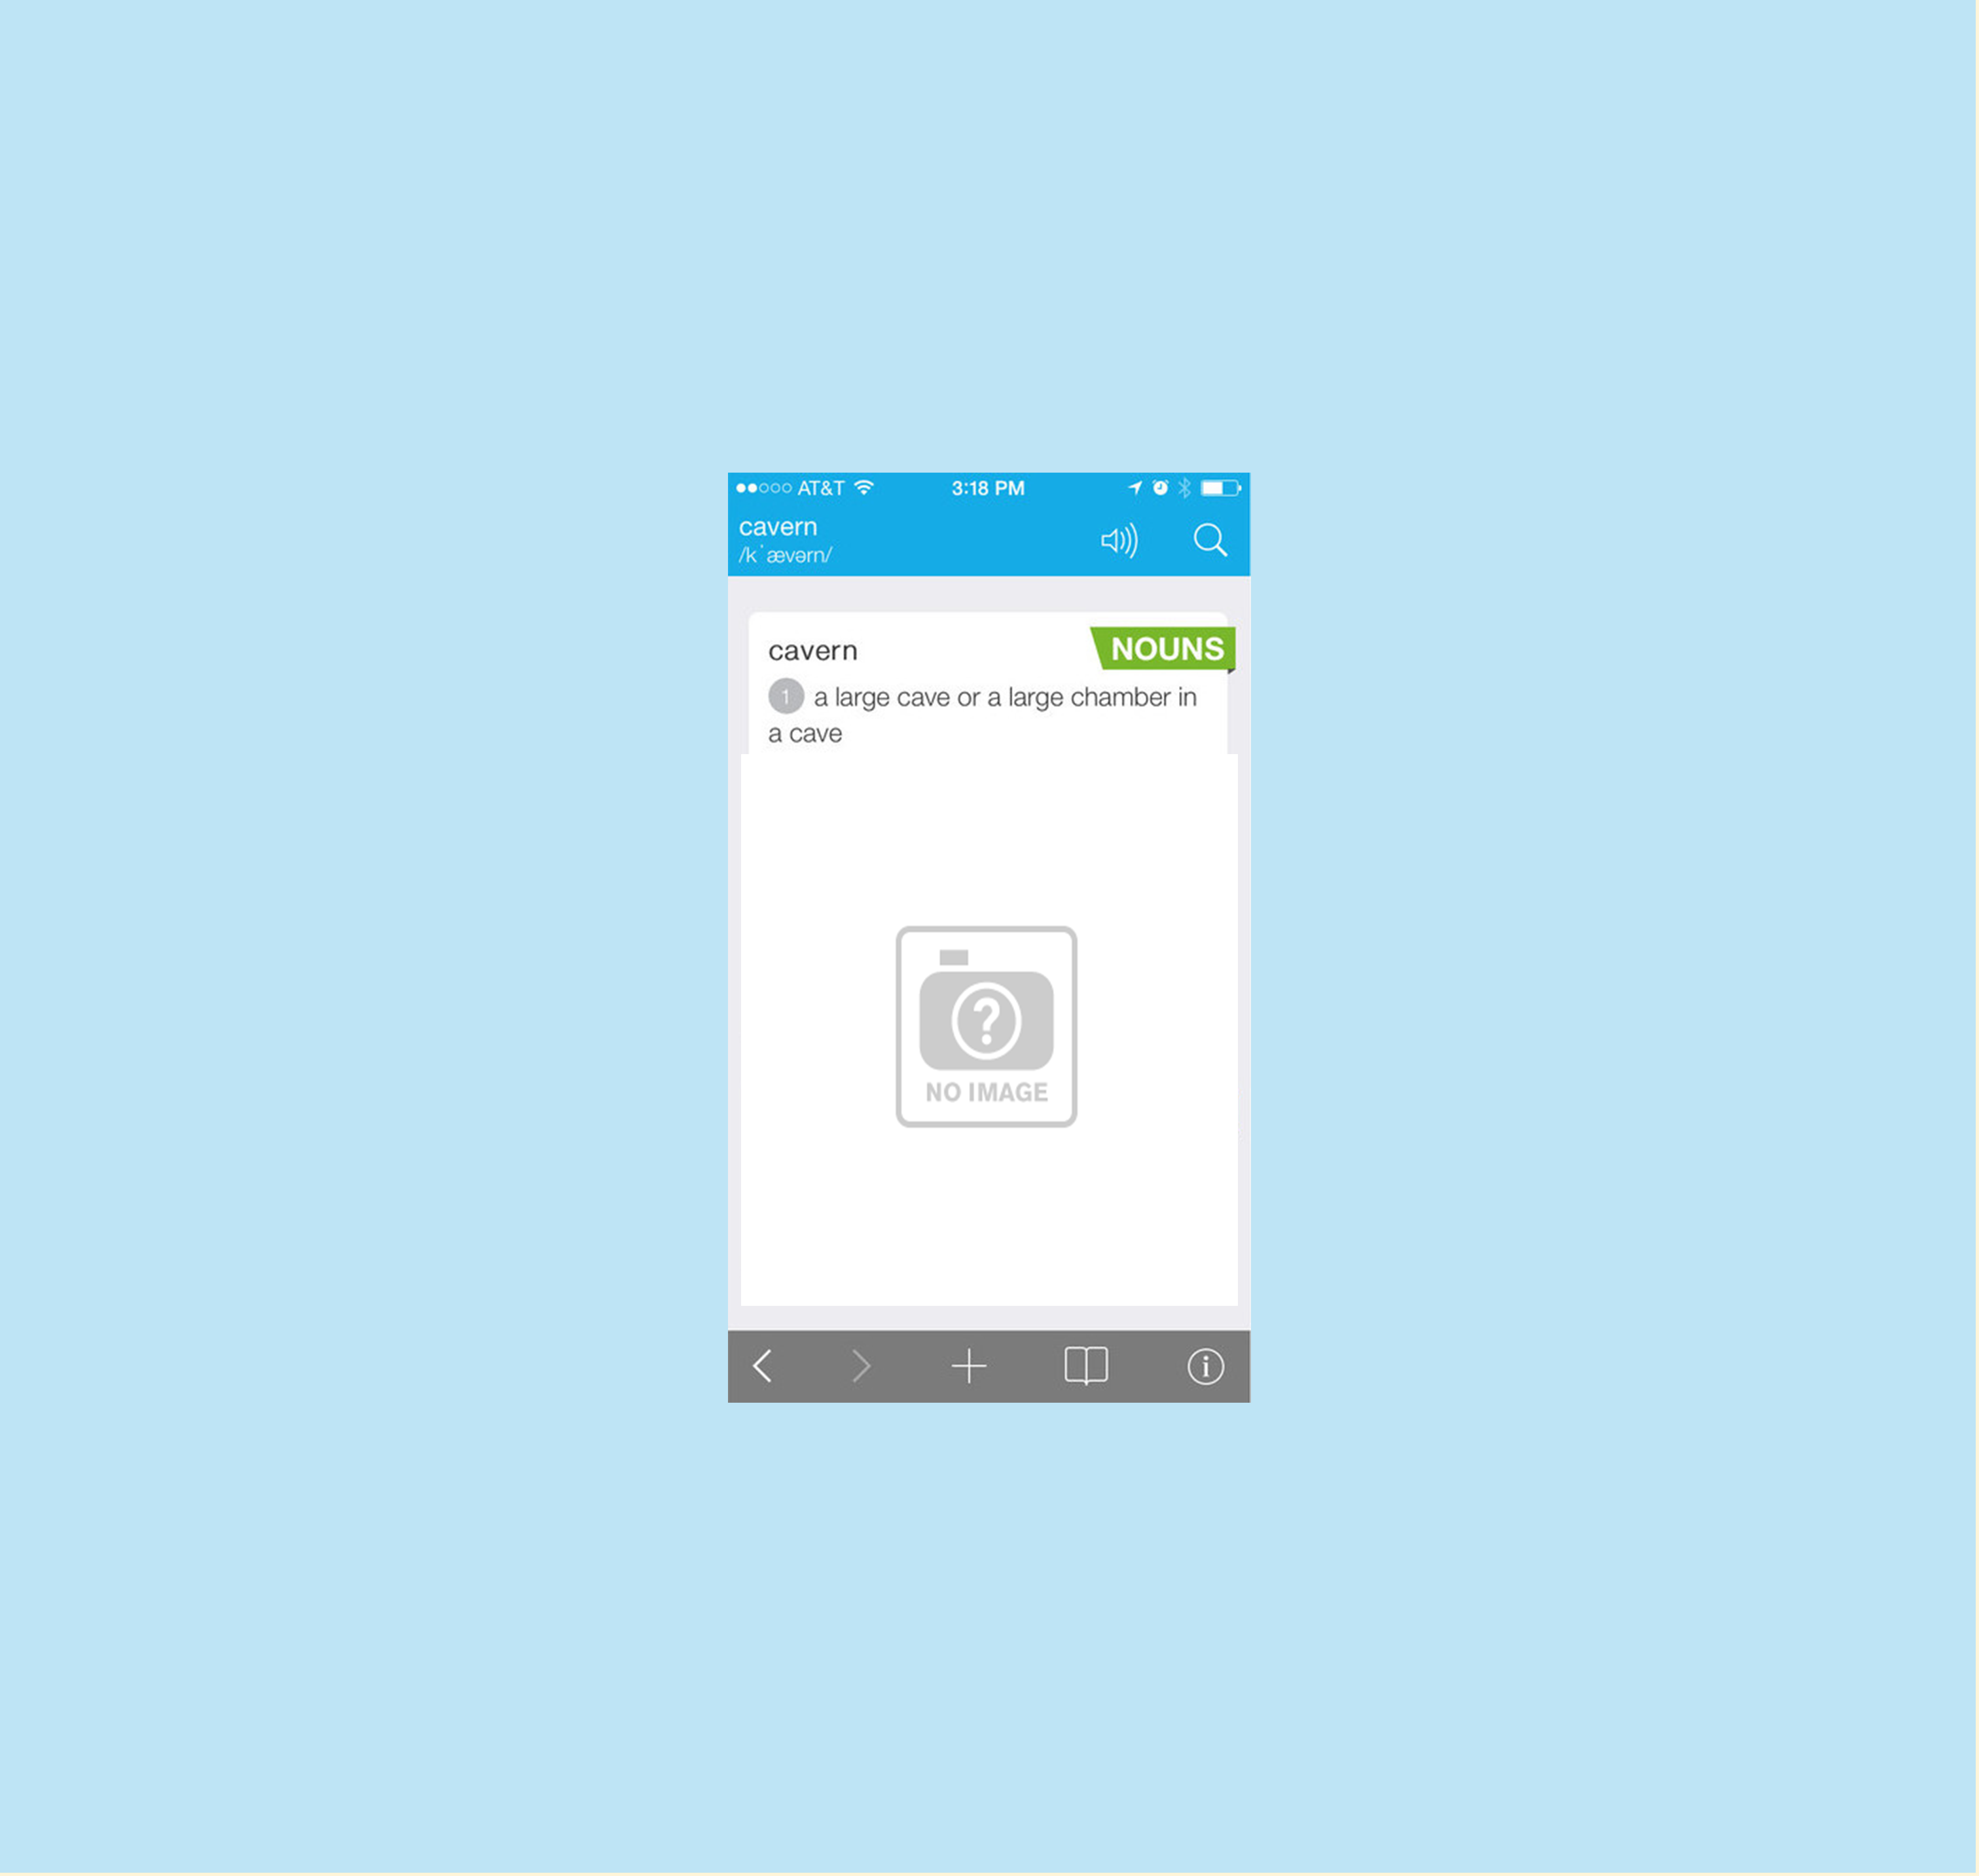 AT&T 3:18 PM
cavern
/kˈævərn/
cavern NOUNS
1 a large cave or a large chamber in
a cave
?
NO IMAGE
i